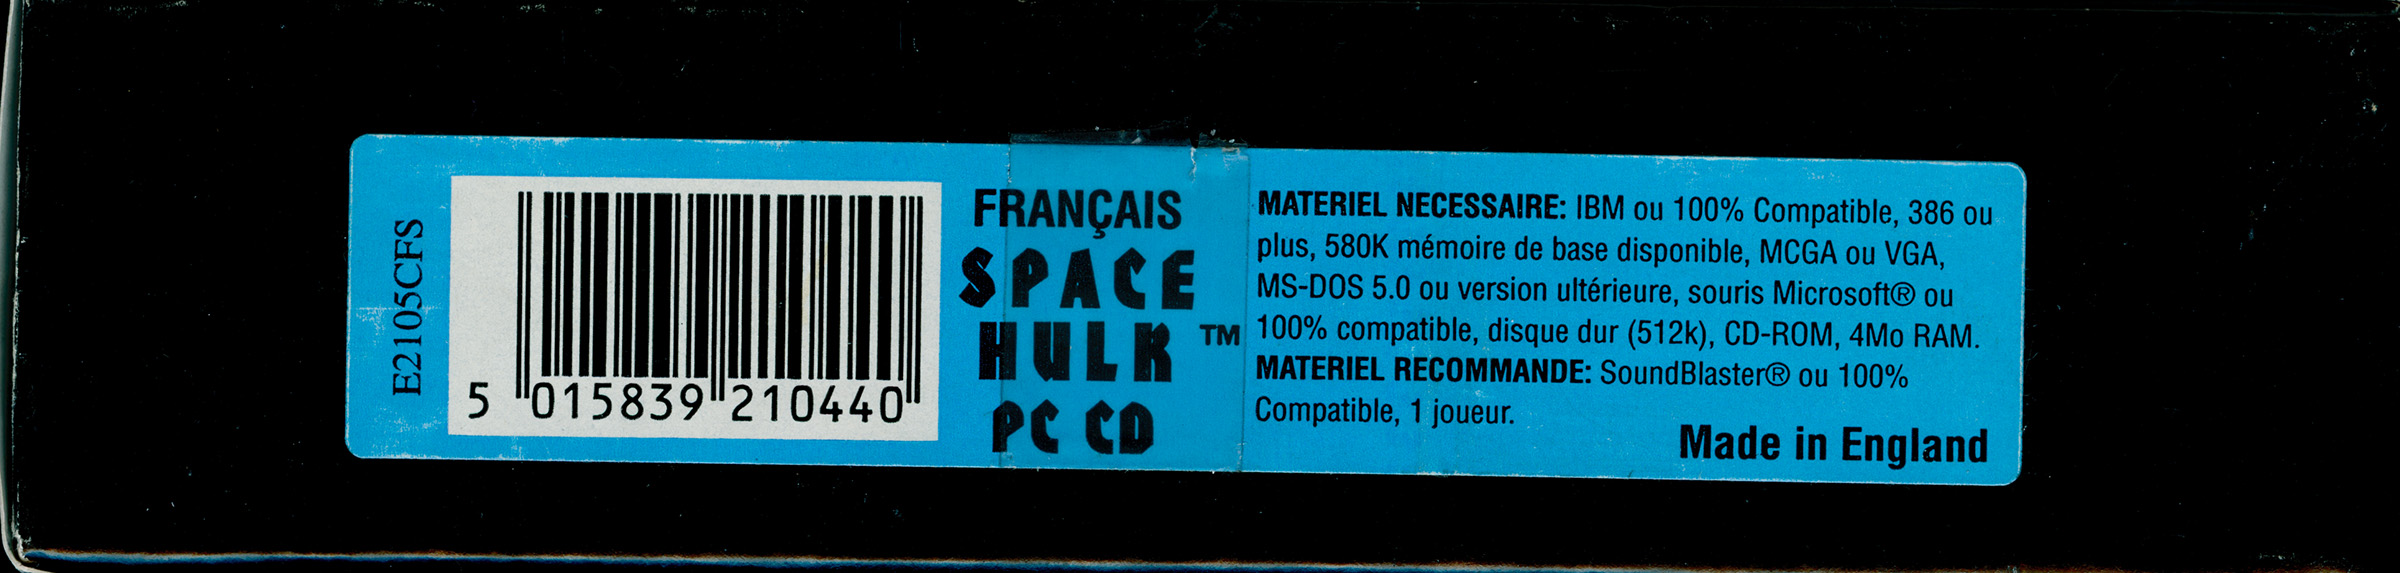 E2105CFS
5 015839 210440
FRANÇAIS
SPACE
HULK ™
PC CD
MATERIEL NECESSAIRE: IBM ou 100% Compatible, 386 ou
plus, 580K mémoire de base disponible, MCGA ou VGA,
MS-DOS 5.0 ou version ultérieure, souris Microsoft® ou
100% compatible, disque dur (512k), CD-ROM, 4Mo RAM.
MATERIEL RECOMMANDE: SoundBlaster® ou 100%
Compatible, 1 joueur.
Made in England